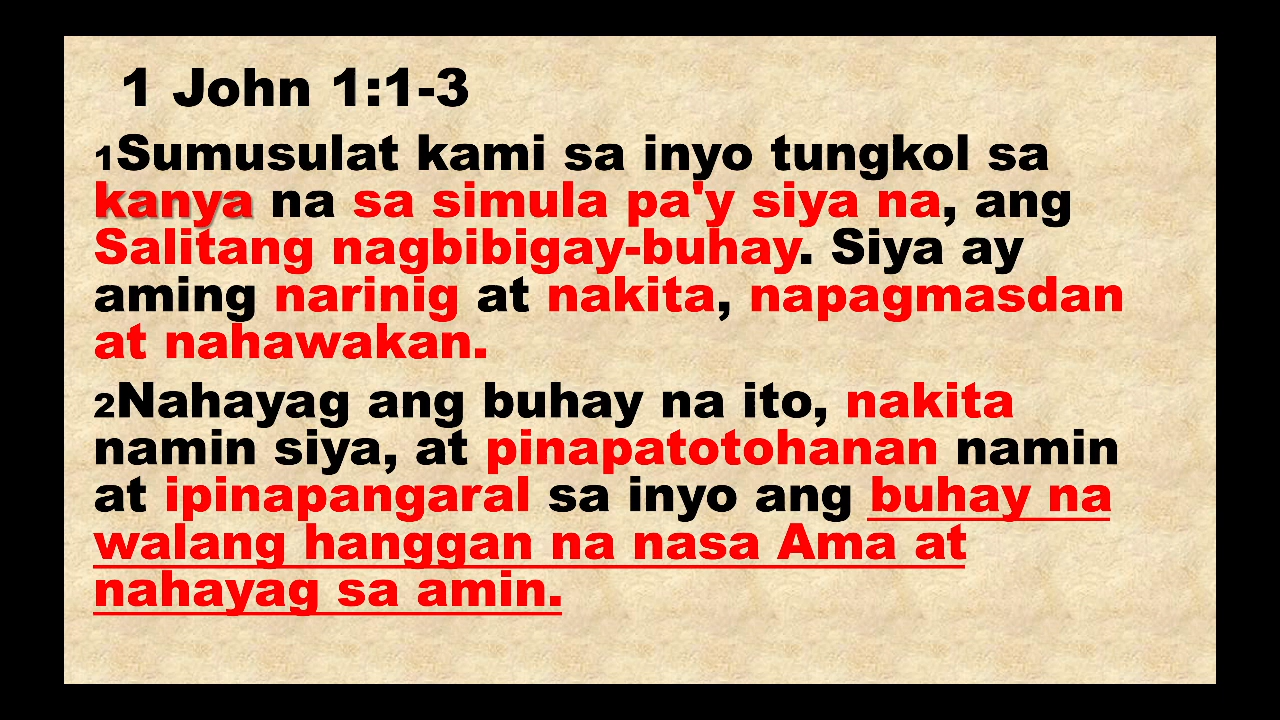 1 John 1:1-3
1Sumusulat kami sa inyo tungkol sa
kanya na sa simula pa'y siya na, ang
Salitang nagbibigay-buhay. Siya ay
aming narinig at nakita, napagmasdan
at nahawakan.
2Nahayag ang buhay na ito, nakita
namin siya, at pinapatotohanan namin
at ipinapangaral sa inyo ang buhay na
walang hanggan na nasa Ama at
nahayag sa amin.